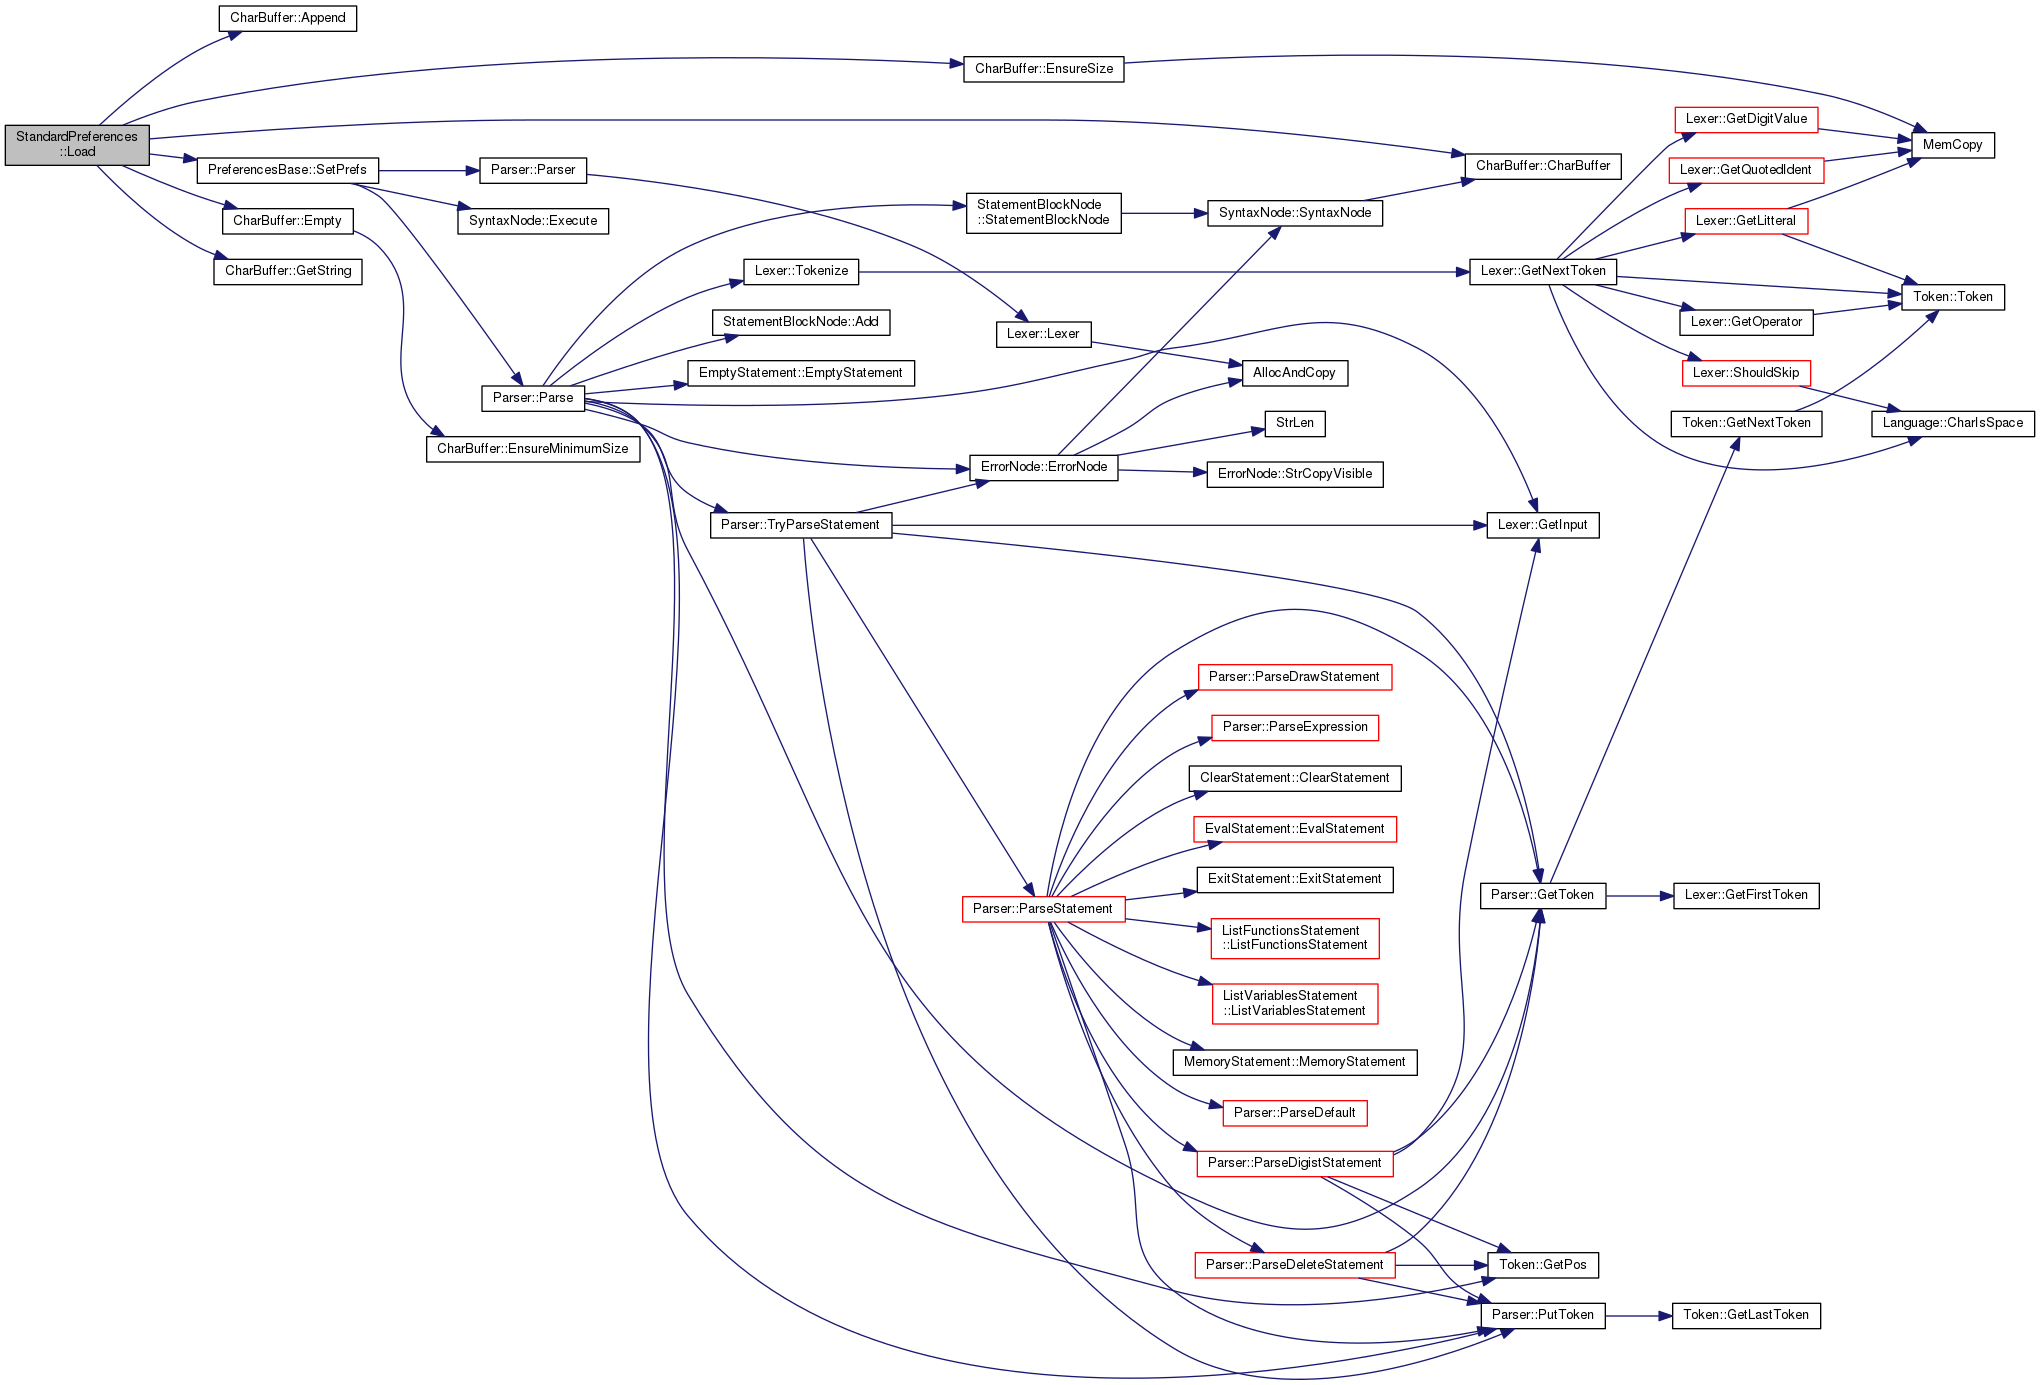 CharBuffer::Append
CharBuffer::EnsureSize
StandardPreferences
::Load
PreferencesBase::SetPrefs
CharBuffer::Empty
CharBuffer::GetString
Parser::Parser
SyntaxNode::Execute
Parser::Parse
CharBuffer::EnsureMinimumSize
StatementBlockNode
::StatementBlockNode
Lexer::Tokenize
StatementBlockNode::Add
EmptyStatement::EmptyStatement
Lexer::Lexer
ErrorNode::ErrorNode
Parser::TryParseStatement
CharBuffer::CharBuffer
SyntaxNode::SyntaxNode
AllocAndCopy
StrLen
ErrorNode::StrCopyVisible
Lexer::GetNextToken
Lexer::GetInput
Lexer::GetDigitValue
Lexer::GetQuotedIdent
Lexer::GetLitteral
Lexer::GetOperator
Lexer::ShouldSkip
Token::GetNextToken
MemCopy
Token::Token
Language::CharIsSpace
Parser::ParseStatement
Parser::ParseDrawStatement
Parser::ParseExpression
ClearStatement::ClearStatement
EvalStatement::EvalStatement
ExitStatement::ExitStatement
ListFunctionsStatement
::ListFunctionsStatement
ListVariablesStatement
::ListVariablesStatement
MemoryStatement::MemoryStatement
Parser::ParseDefault
Parser::ParseDigistStatement
Parser::ParseDeleteStatement
Parser::GetToken
Lexer::GetFirstToken
Token::GetPos
Parser::PutToken
Token::GetLastToken